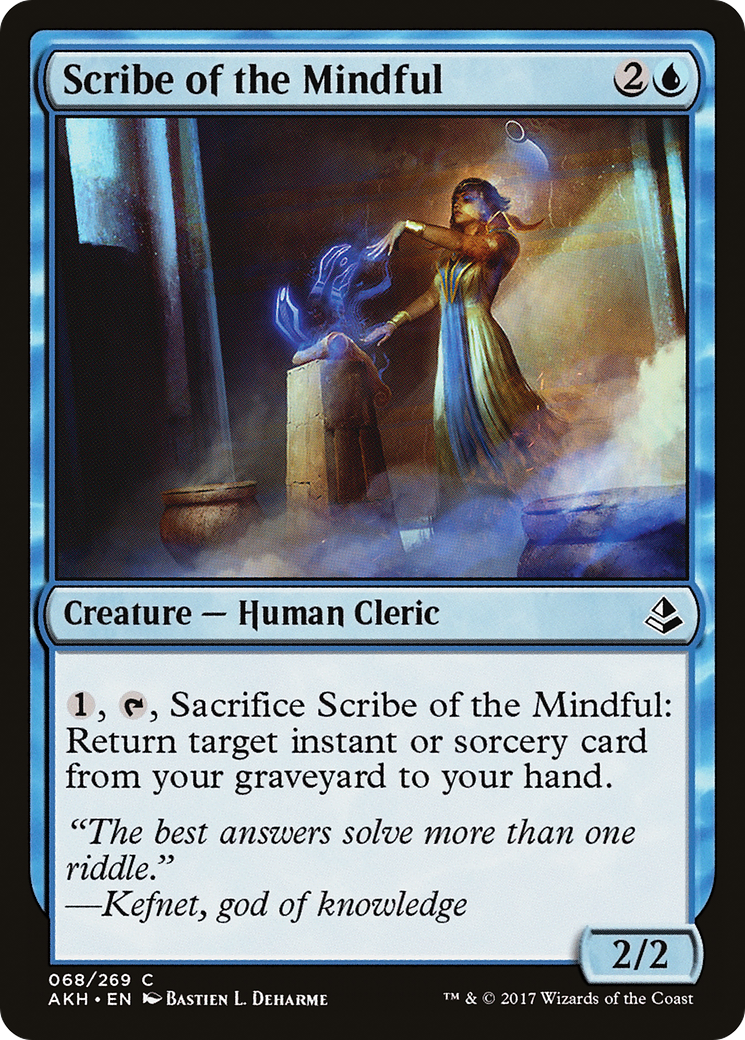 Scribe of the Mindful 2
Creature — Human Cleric
1, , Sacrifice Scribe of the Mindful:
Return target instant or sorcery card
from your graveyard to your hand.
“The best answers solve more than one
riddle.”
—Kefnet, god of knowledge
2/2
068/269 C
AKH • EN Bastien L. Deharme
™ & © 2017 Wizards of the Coast